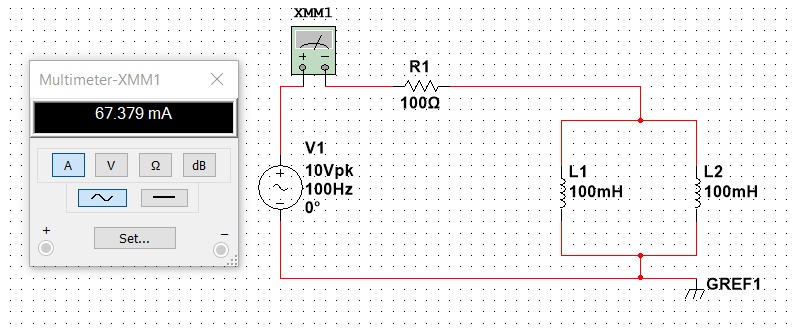 XMM1
Multimeter-XMM1
67.379 mA
A V Ω dB
Set...
+ −
+ −
R1
100Ω
V1
10Vpk
100Hz
0°
+
−
L1
100mH
L2
100mH
GREF1